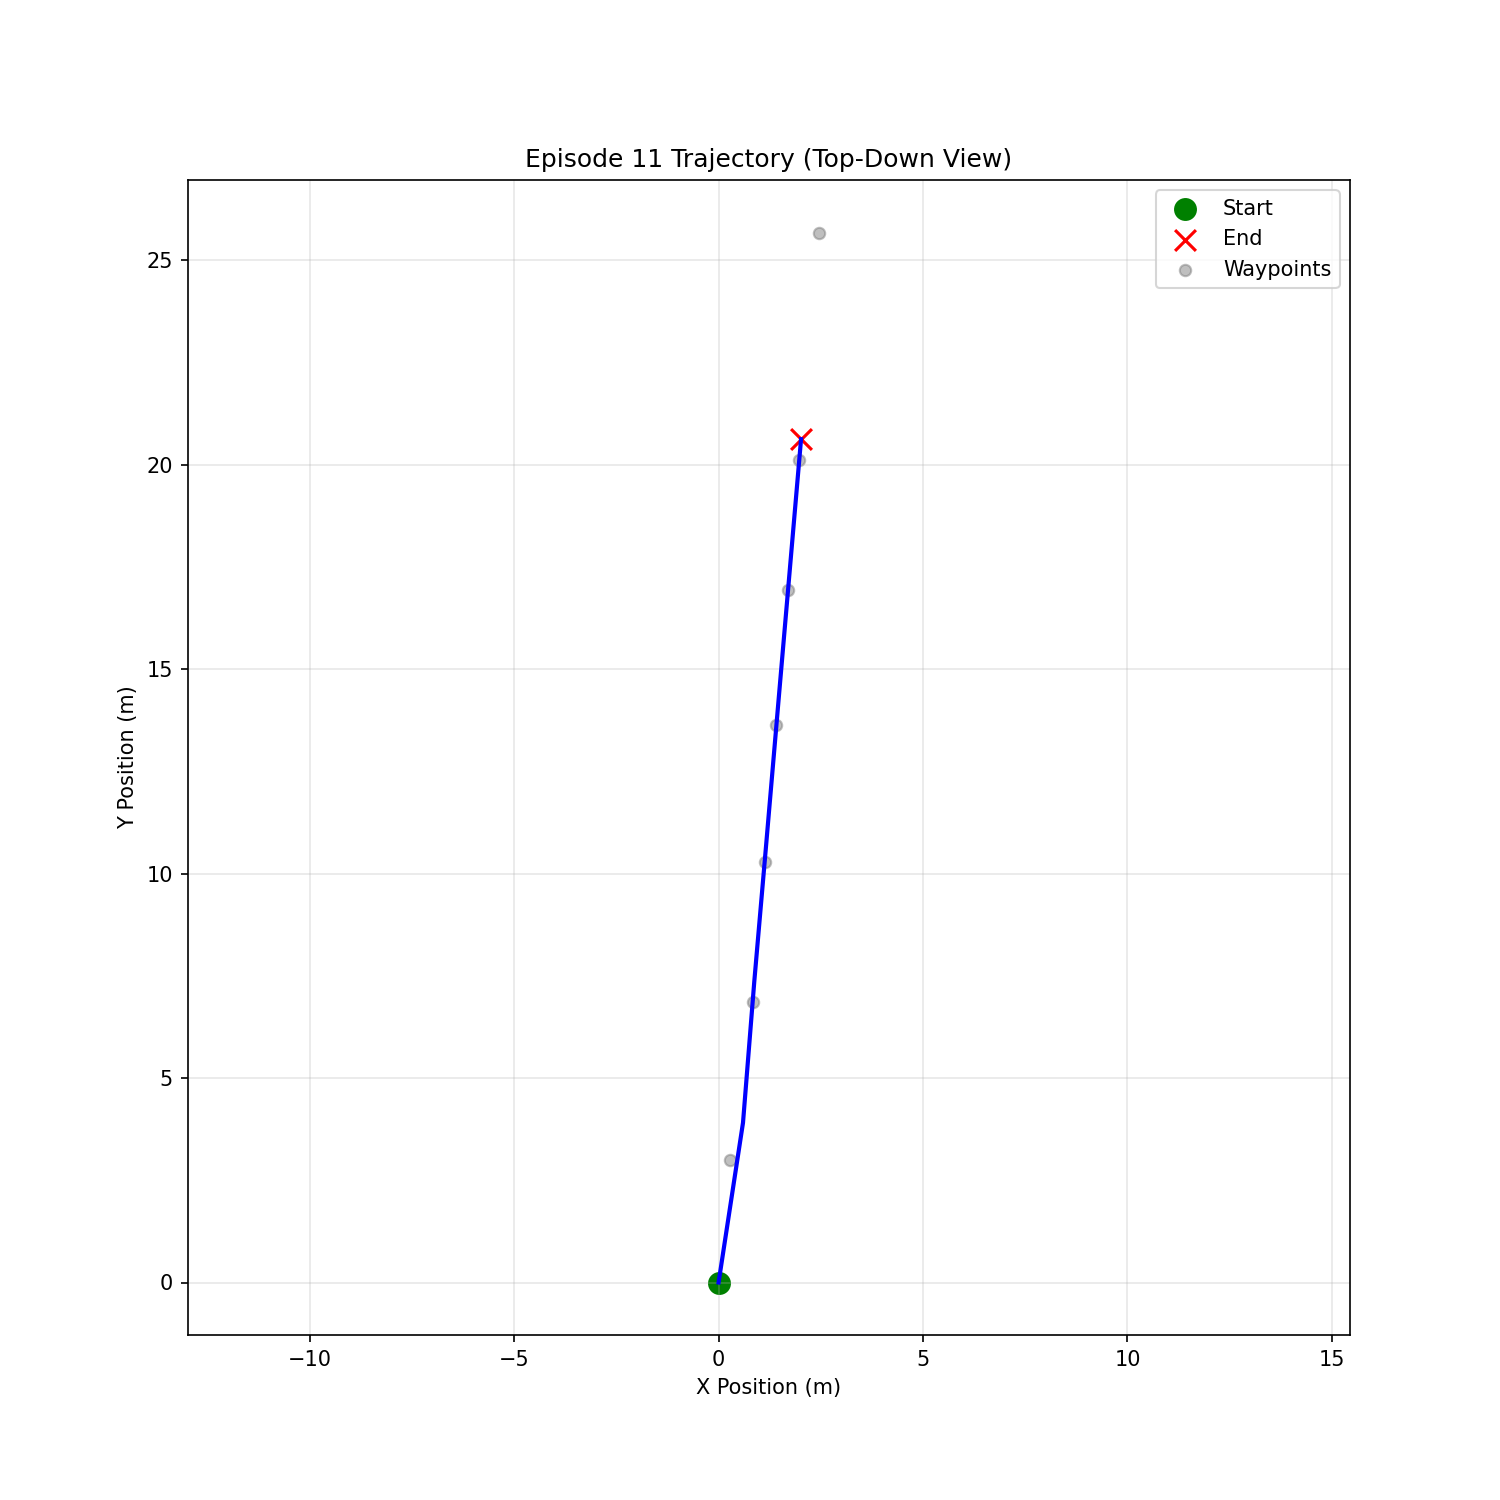 Episode 11 Trajectory (Top-Down View)
Start
End
Waypoints
25
20
15
10
5
0
Y Position (m)
−10
−5
0
5
10
15
X Position (m)